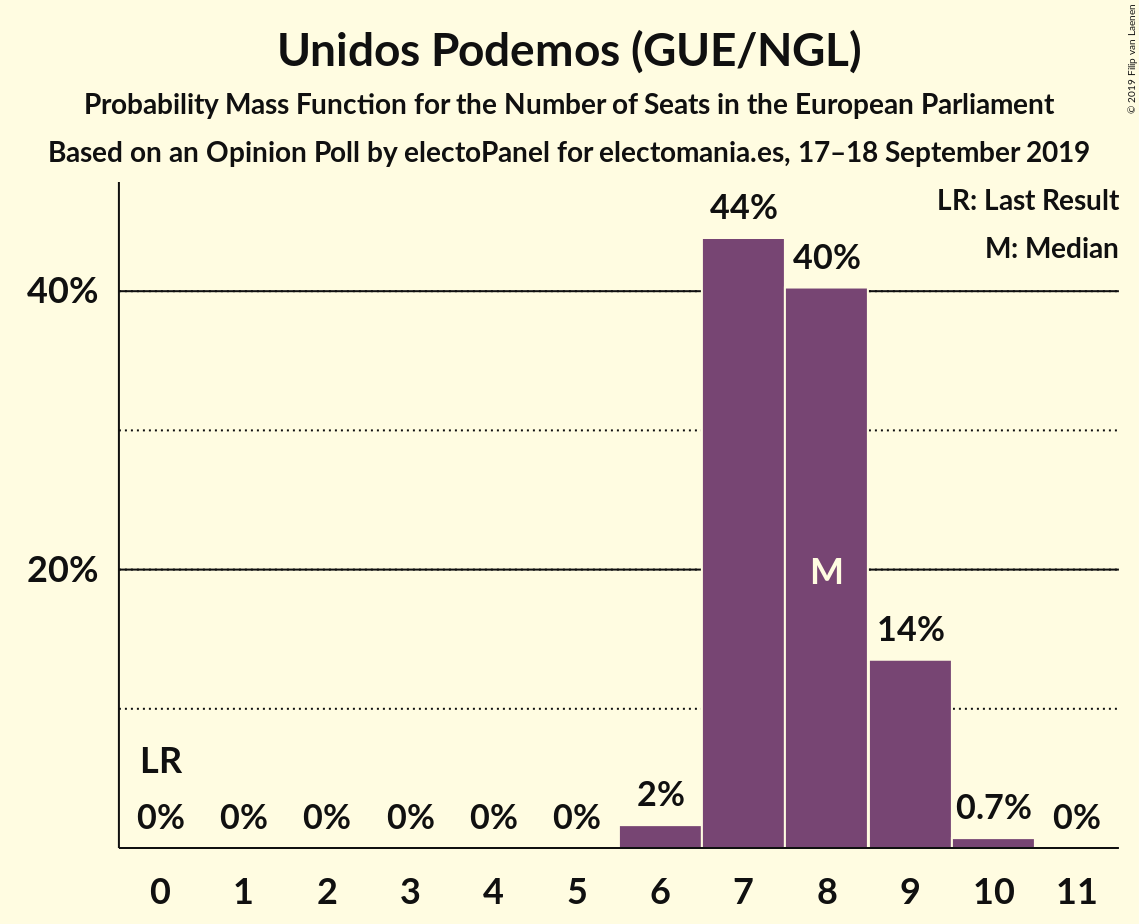 Unidos Podemos (GUE/NGL)
Probability Mass Function for the Number of Seats in the European Parliament
Based on an Opinion Poll by electoPanel for electomania.es, 17–18 September 2019
© 2019 Filip van Laenen
LR: Last Result
M: Median
44%
40%
40%
20%
M
14%
LR
0% 0% 0% 0% 0% 0% 2% 0.7% 0%
0 1 2 3 4 5 6 7 8 9 10 11